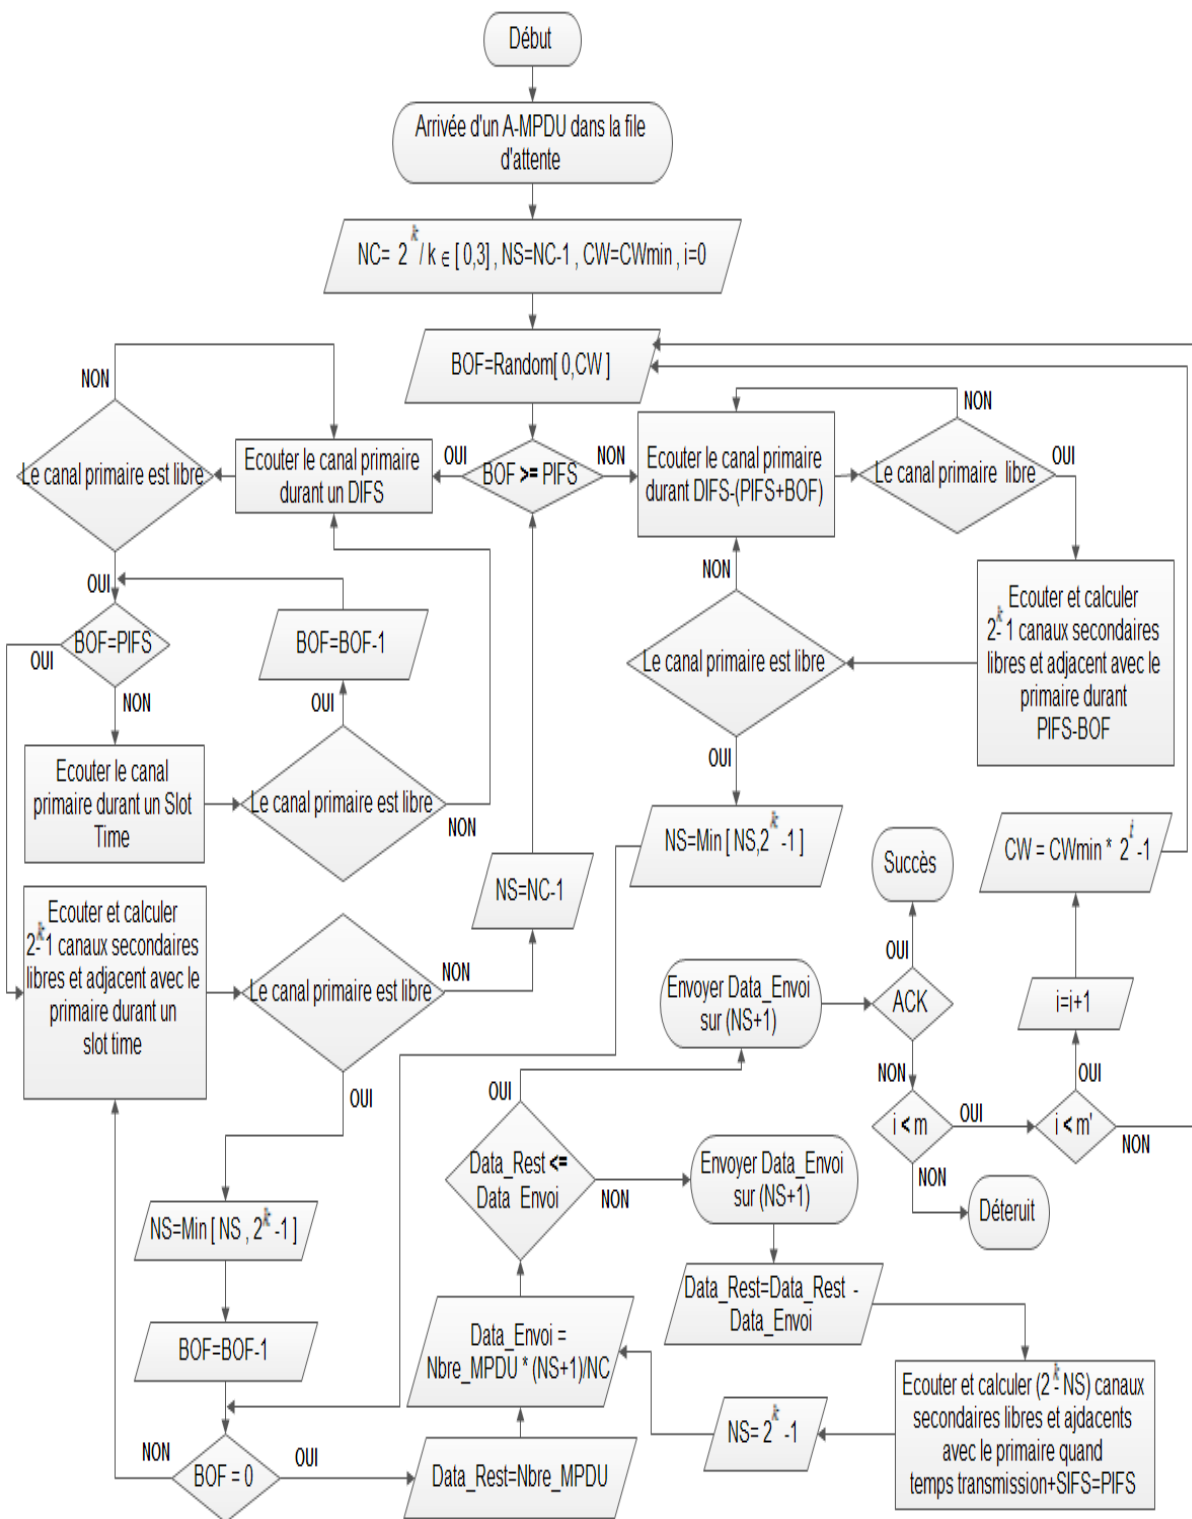 Début
Arrivée d'un A-MPDU dans la file
d'attente
NC= 2^k / k ∈ [ 0,3] , NS=NC-1 , CW=CWmin , i=0
BOF=Random[ 0,CW ]
NON
Le canal primaire est libre
Ecouter le canal primaire
durant un DIFS
OUI
BOF >= PIFS
NON
Ecouter le canal primaire
durant DIFS-(PIFS+BOF)
NON
Le canal primaire libre
OUI
OUI
BOF=PIFS
OUI
NON
BOF=BOF-1
OUI
Ecouter le canal
primaire durant un Slot
Time
Le canal primaire est libre
NON
NON
Le canal primaire est libre
OUI
Ecouter et calculer
2^k- 1 canaux secondaires
libres et adjacent avec le
primaire durant
PIFS-BOF
NS=Min [ NS,2^k -1 ]
CW = CWmin * 2^i -1
Succès
NS=NC-1
Ecouter et calculer
2^k- 1 canaux secondaires
libres et adjacent avec le
primaire durant un
slot time
Le canal primaire est libre
NON
OUI
OUI
Envoyer Data_Envoi
sur (NS+1)
ACK
i=i+1
NON
OUI
i < m
OUI
i < m'
NON
NON
Déteruit
OUI
Data_Rest <=
Data_Envoi
NON
Envoyer Data_Envoi
sur (NS+1)
NS=Min [ NS , 2^k -1 ]
Data_Rest=Data_Rest -
Data_Envoi
BOF=BOF-1
Data_Envoi =
Nbre_MPDU * (NS+1)/NC
Ecouter et calculer (2^k- NS) canaux
secondaires libres et ajdacents
avec le primaire quand
temps transmission+SIFS=PIFS
NS= 2^k -1
NON
BOF = 0
OUI
Data_Rest=Nbre_MPDU